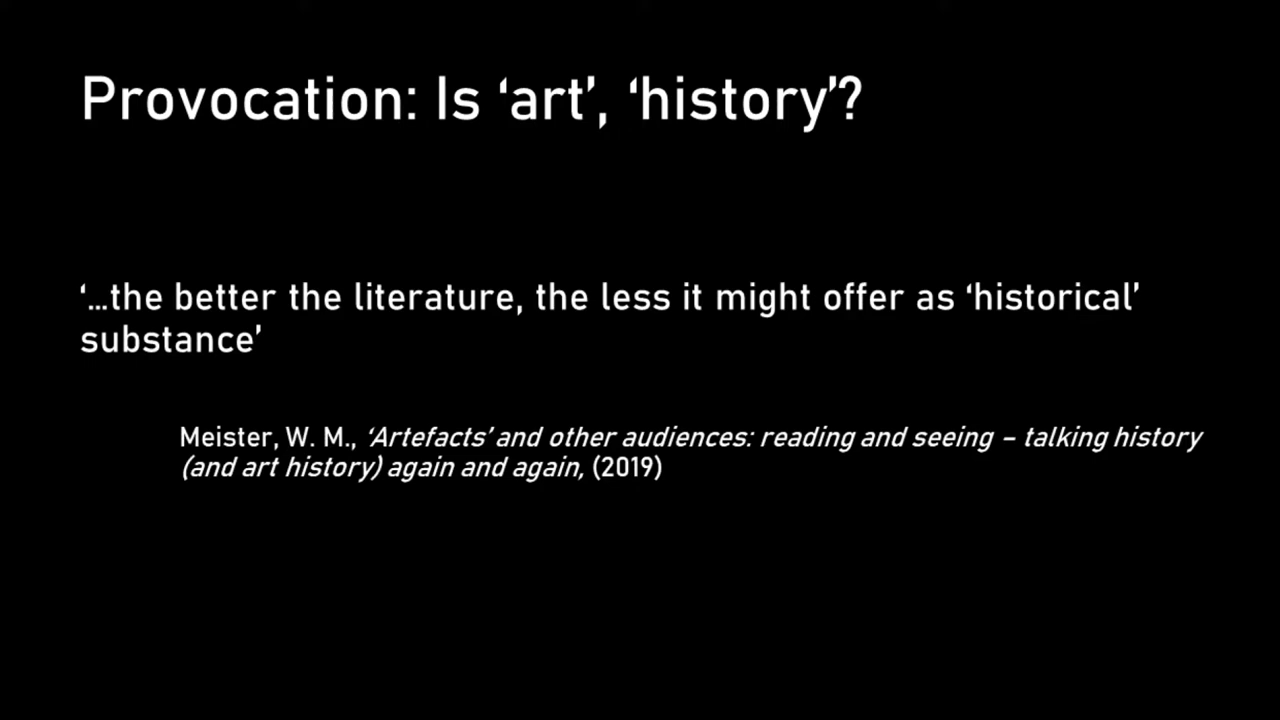 Provocation: Is ‘art’, ‘history’?
‘…the better the literature, the less it might offer as ‘historical’
substance’
Meister, W. M., ‘Artefacts’ and other audiences: reading and seeing – talking history
(and art history) again and again, (2019)